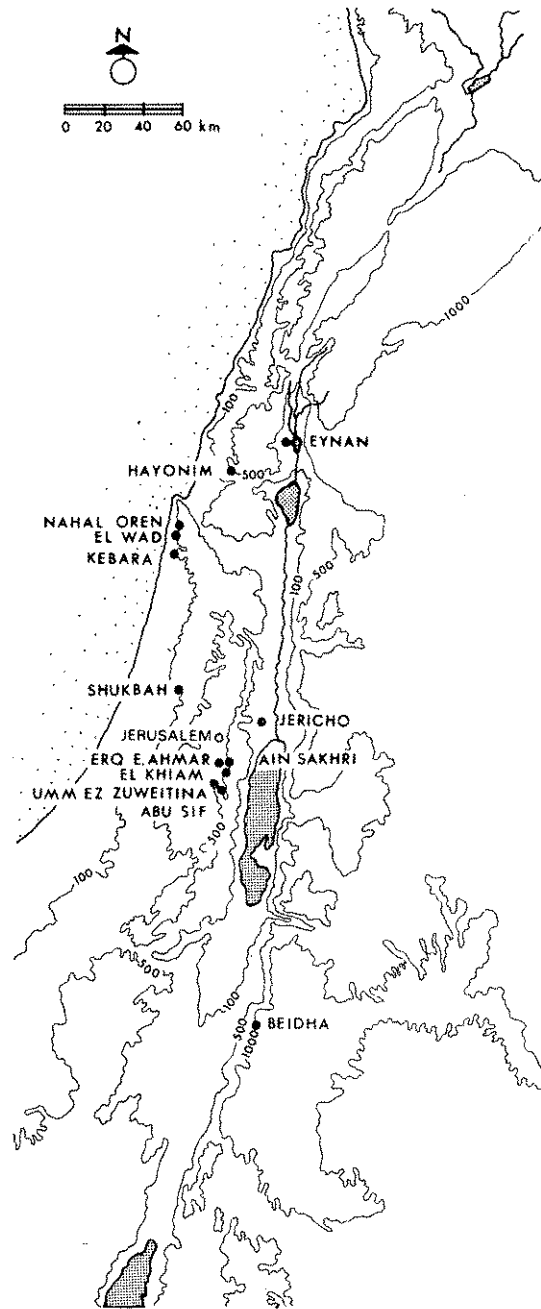 N
0 20 40 60 km
1000
100
EYNAN
HAYONIM
500
NAHAL OREN
EL WAD
KEBARA
100
500
SHUKBAH
JERICHO
JERUSALEM
ERQ E.AHMAR
AIN SAKHRI
EL KHIAM
UMM EZ ZUWEITINA
ABU SIF
500
100
500
100
500
1000
BEIDHA